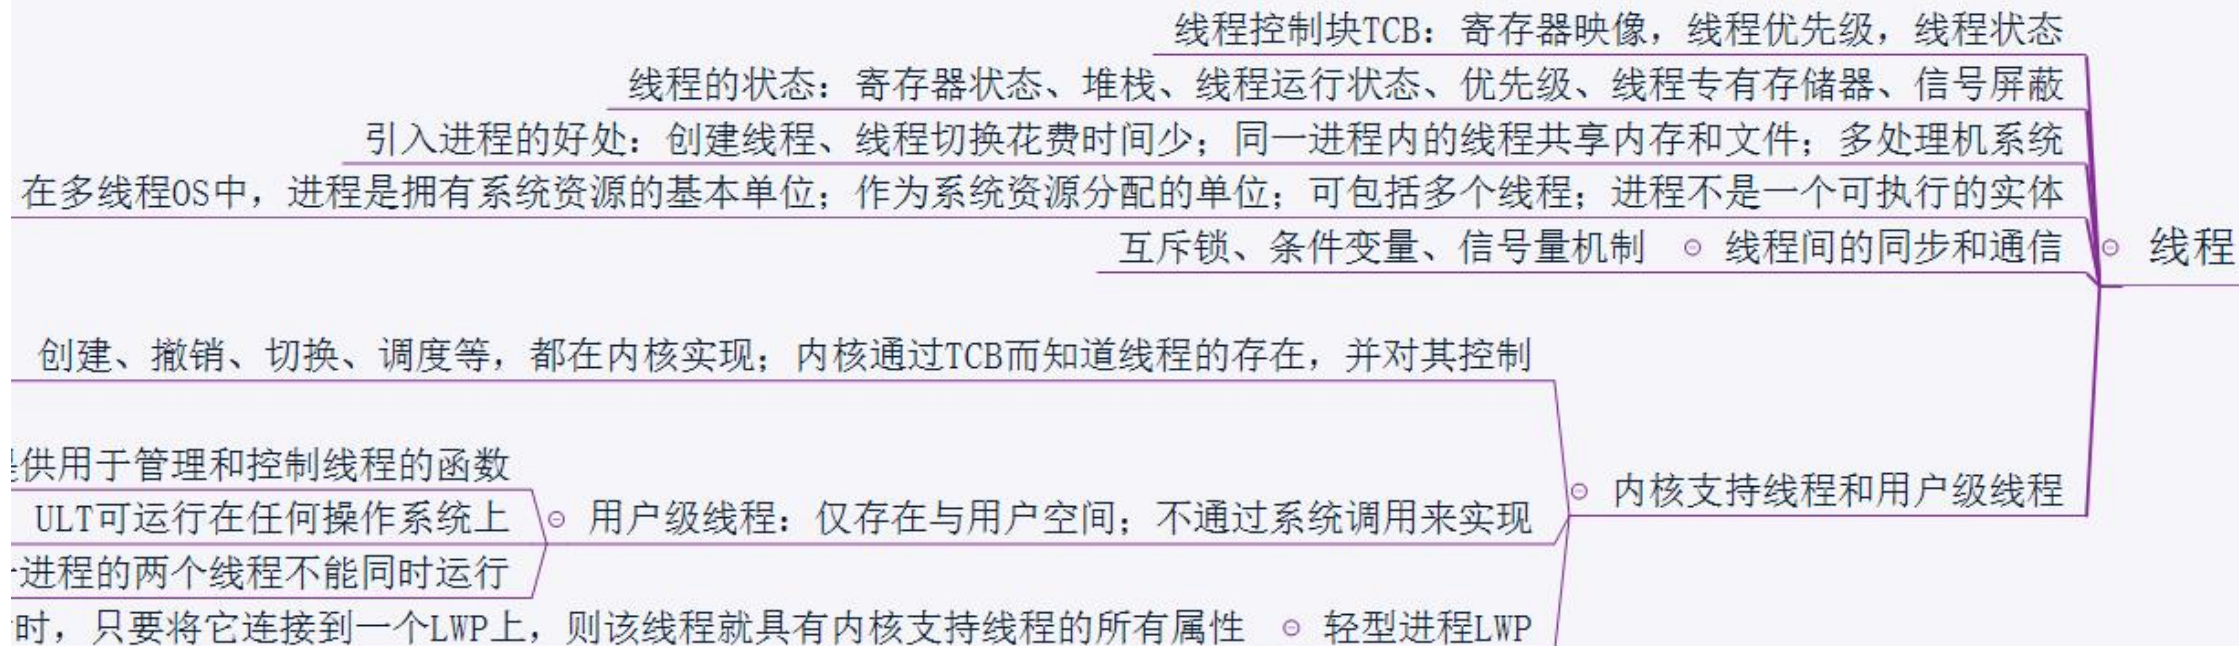 线程控制块TCB：寄存器映像，线程优先级，线程状态
线程的状态：寄存器状态、堆栈、线程运行状态、优先级、线程专有存储器、信号屏蔽
引入进程的好处：创建线程、线程切换花费时间少；同一进程内的线程共享内存和文件；多处理机系统
在多线程OS中，进程是拥有系统资源的基本单位；作为系统资源分配的单位；可包括多个线程；进程不是一个可执行的实体
互斥锁、条件变量、信号量机制 线程间的同步和通信 线程
创建、撤销、切换、调度等，都在内核实现；内核通过TCB而知道线程的存在，并对其控制
供用于管理和控制线程的函数
内核支持线程和用户级线程
ULT可运行在任何操作系统上 用户级线程：仅存在与用户空间；不通过系统调用来实现
进程的两个线程不能同时运行
时，只要将它连接到一个LWP上，则该线程就具有内核支持线程的所有属性 轻型进程LWP